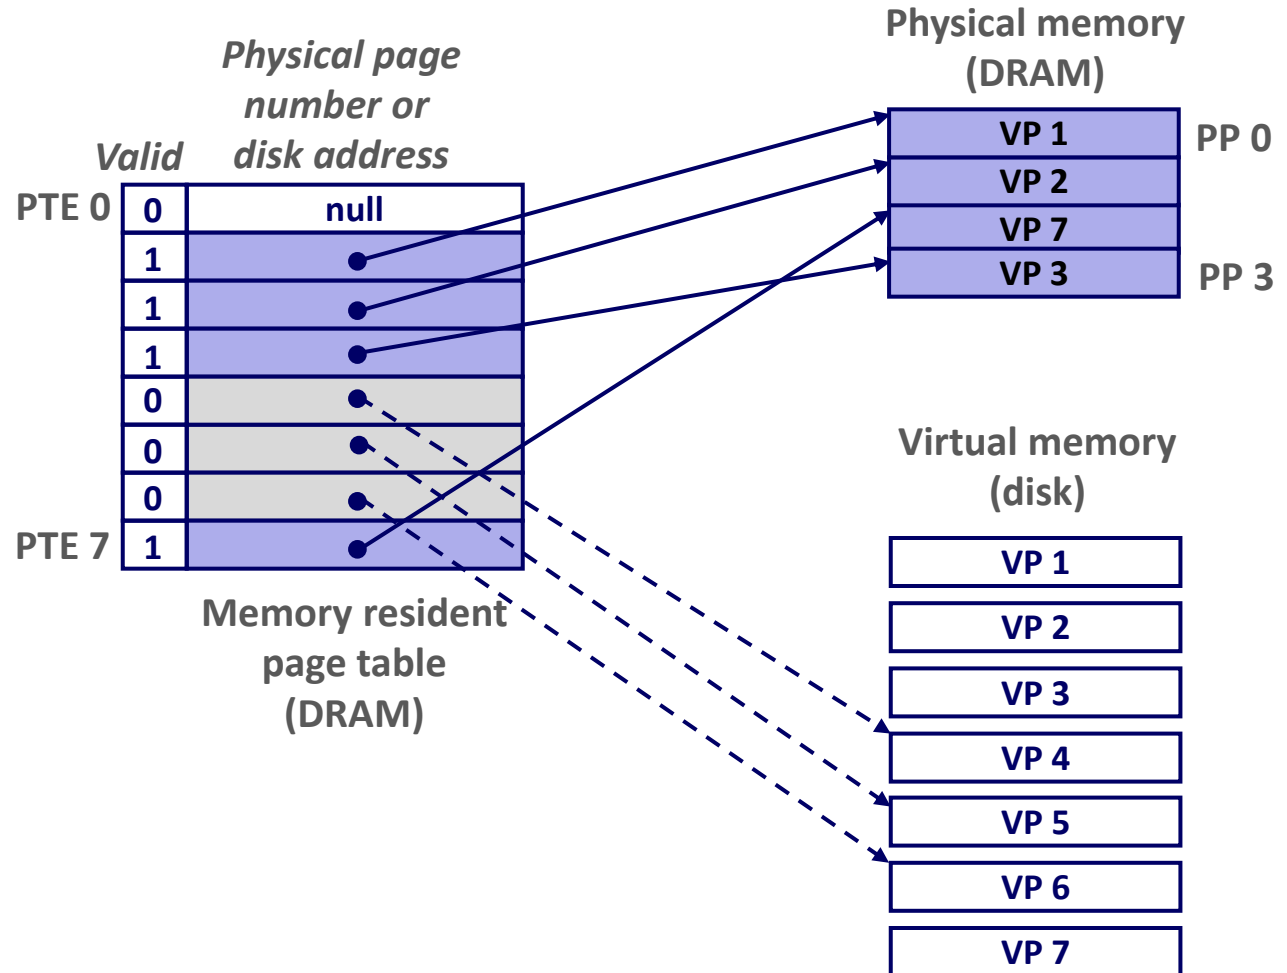 Physical page
number or
disk address
Valid
PTE 0
0
null
1
1
1
0
0
0
PTE 7
1
Memory resident
page table
(DRAM)
Physical memory
(DRAM)
VP 1
PP 0
VP 2
VP 7
VP 3
PP 3
Virtual memory
(disk)
VP 1
VP 2
VP 3
VP 4
VP 5
VP 6
VP 7